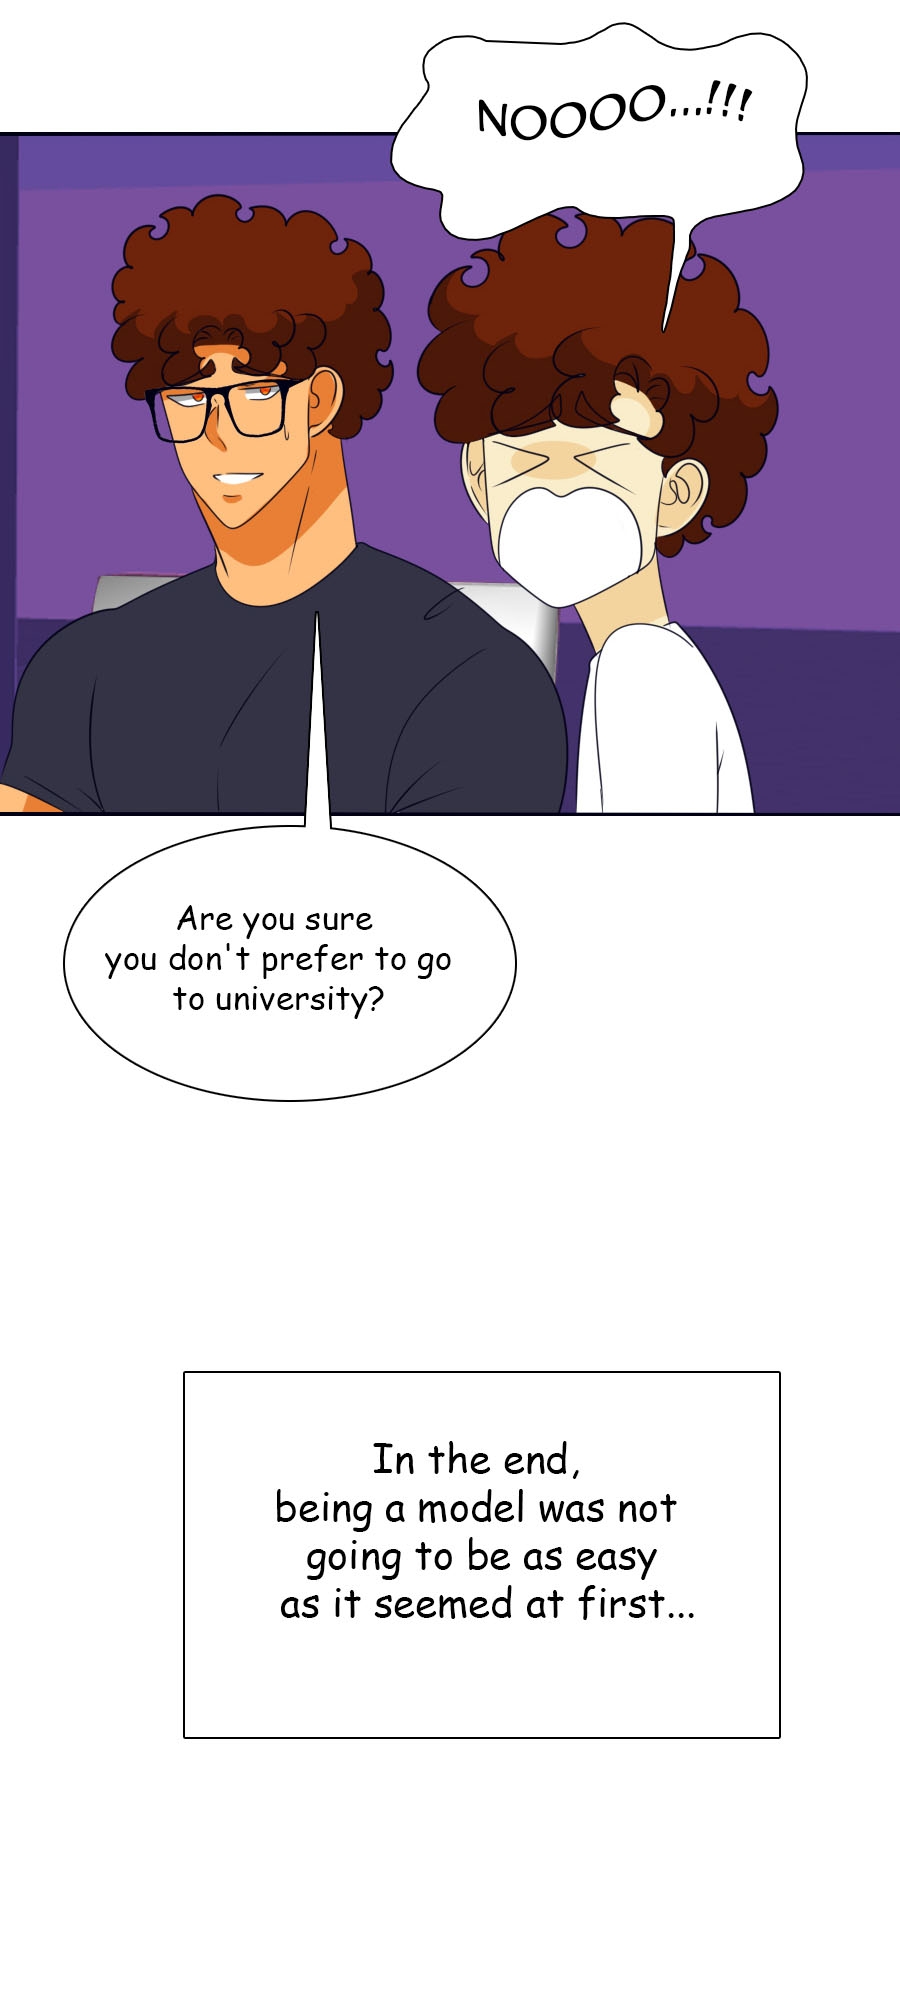 NOOOO...!!!
Are you sure
you don't prefer to go
to university?
In the end,
being a model was not
going to be as easy
as it seemed at first...